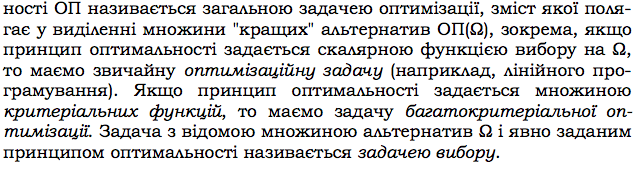 ності ОП називається загальною задачею оптимізації, зміст якої поля-
гає у виділенні множини "кращих" альтернатив ОП(Ω), зокрема, якщо
принцип оптимальності задається скалярною функцією вибору на Ω,
то маємо звичайну оптимізаційну задачу (наприклад, лінійного про-
грамування). Якщо принцип оптимальності задається множиною
критеріальних функцій, то маємо задачу багатокритеріальної оп-
тимізації. Задача з відомою множиною альтернатив Ω і явно заданим
принципом оптимальності називається задачею вибору.